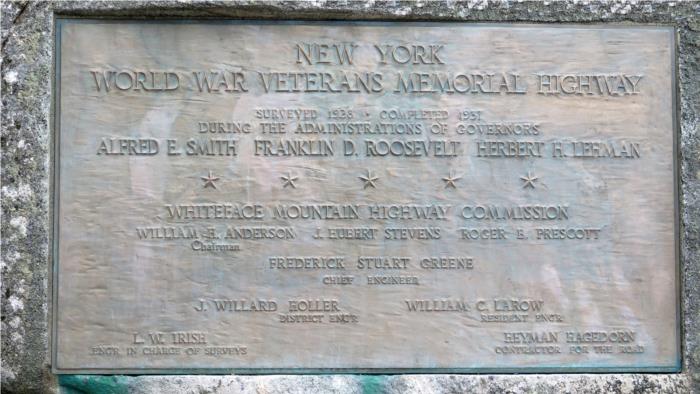 NEW YORK
WORLD WAR VETERANS MEMORIAL HIGHWAY
SURVEYED 1928 • COMPLETED 1937
DURING THE ADMINISTRATIONS OF GOVERNORS
ALFRED E. SMITH FRANKLIN D. ROOSEVELT HERBERT H. LEHMAN
WHITEFACE MOUNTAIN HIGHWAY COMMISSION
WILLIAM H. ANDERSON J. HUBERT STEVENS ROGER B. PRESCOTT
Chairman
FREDERICK STUART GREENE
CHIEF ENGINEER
J. WILLARD HOLLER WILLIAM C. LAROW
DISTRICT ENGR. RESIDENT ENGR.
L. W. IRISH HEYMAN HAGEDORN
ENGR. IN CHARGE OF SURVEYS CONTRACTOR FOR THE ROAD